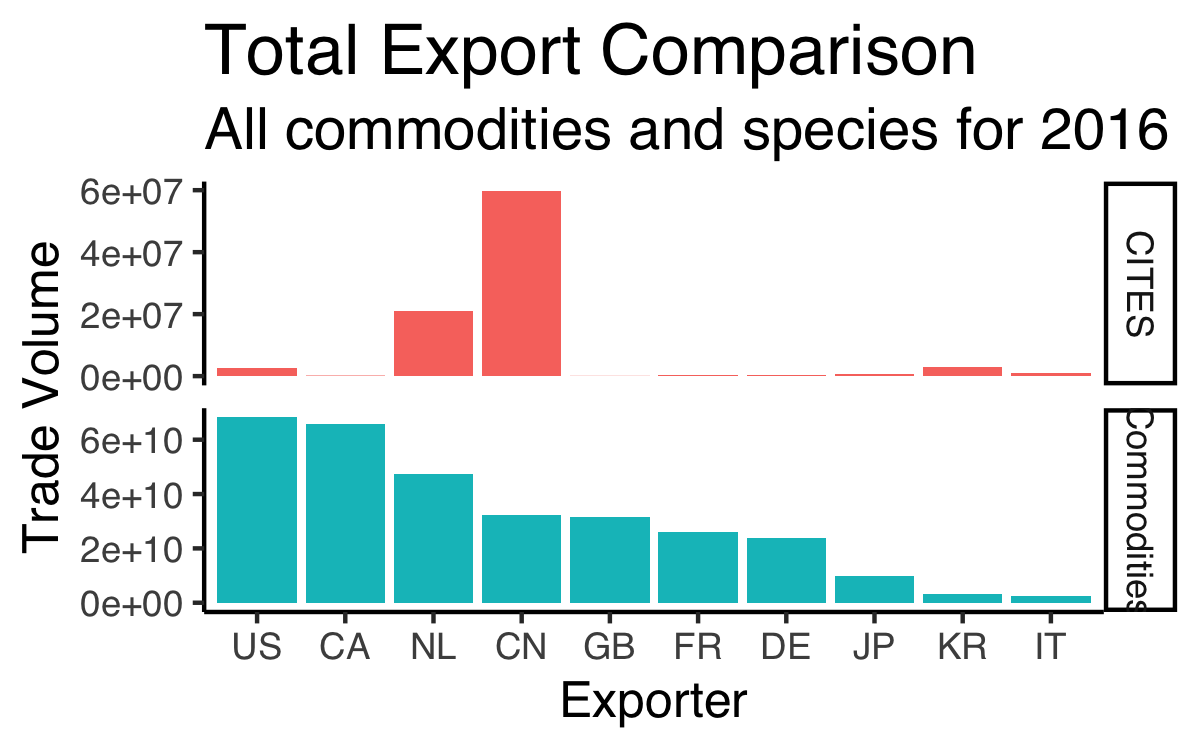 Total Export Comparison
All commodities and species for 2016
Trade Volume
6e+07
4e+07
2e+07
0e+00
CITES
6e+10
4e+10
2e+10
0e+00
Commodities
US CA NL CN GB FR DE JP KR IT
Exporter